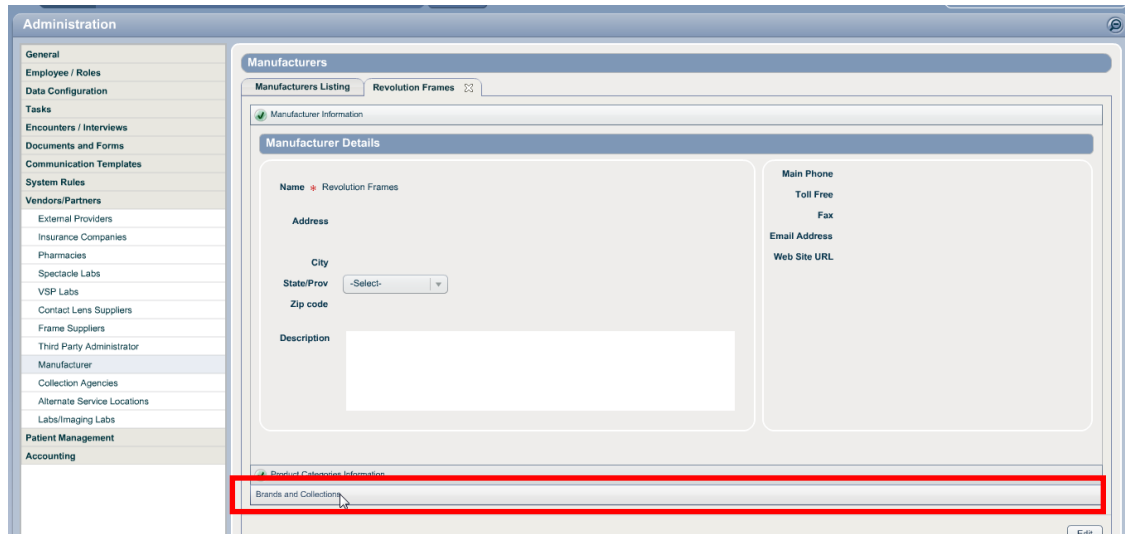 Administration
General
Employee / Roles
Data Configuration
Tasks
Encounters / Interviews
Documents and Forms
Communication Templates
System Rules
Vendors/Partners
External Providers
Insurance Companies
Pharmacies
Spectacle Labs
VSP Labs
Contact Lens Suppliers
Frame Suppliers
Third Party Administrator
Manufacturer
Collection Agencies
Alternate Service Locations
Labs/Imaging Labs
Patient Management
Accounting
Manufacturers
Manufacturers Listing
Revolution Frames
Manufacturer Information
Manufacturer Details
Name * Revolution Frames
Address
City
State/Prov -Select-
Zip code
Description
Main Phone
Toll Free
Fax
Email Address
Web Site URL
Product Categories Information
Brands and Collections
Edit